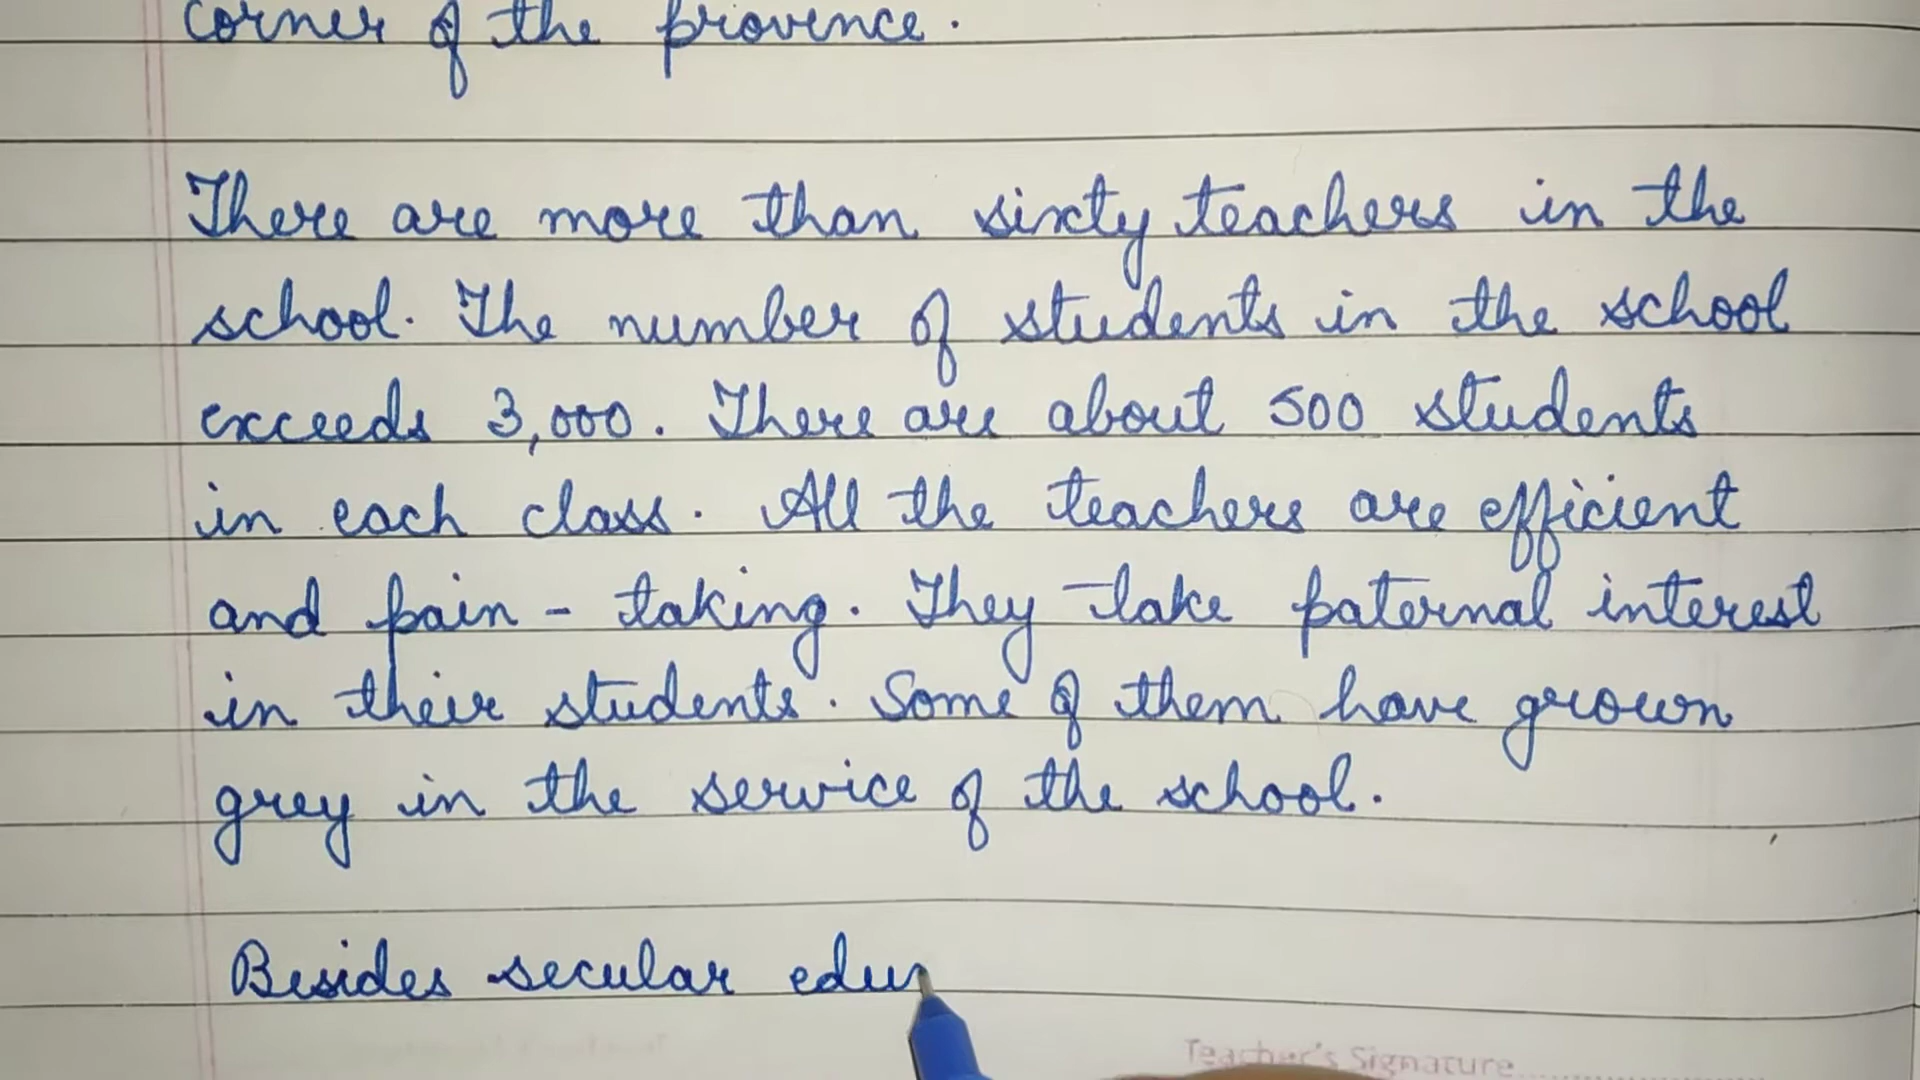 corner of the provence.
There are more than sixty teachers in the
school. The number of students in the school
exceeds 3,000. There are about 500 students
in each class. All the teachers are efficient
and pain - taking. They take paternal interest
in their students. Some of them have grown
grey in the service of the school.
Besides secular edu
Teacher's Signature